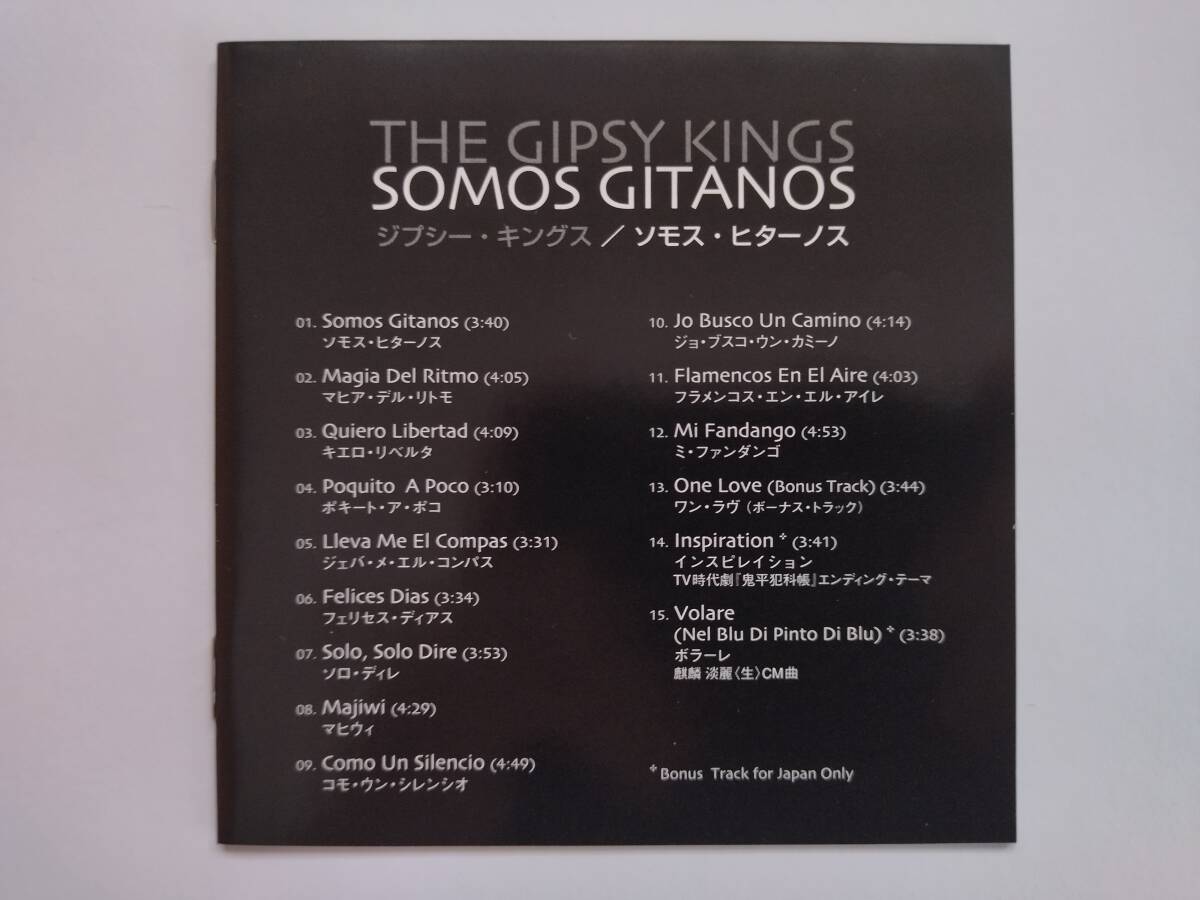 THE GIPSY KINGS
SOMOS GITANOS
ジプシー・キングス / ソモス・ヒターノス
01. Somos Gitanos (3:40)
ソモス・ヒターノス
02. Magia Del Ritmo (4:05)
マヒア・デル・リトモ
03. Quiero Libertad (4:09)
キエロ・リベルタ
04. Poquito A Poco (3:10)
ポキート・ア・ポコ
05. Lleva Me El Compas (3:31)
ジェバ・メ・エル・コンパス
06. Felices Dias (3:34)
フェリセス・ディアス
07. Solo, Solo Dire (3:53)
ソロ・ディレ
08. Majiwi (4:29)
マヒウィ
09. Como Un Silencio (4:49)
コモ・ウン・シレンシオ
10. Jo Busco Un Camino (4:14)
ジョ・ブスコ・ウン・カミーノ
11. Flamencos En El Aire (4:03)
フラメンコス・エン・エル・アイレ
12. Mi Fandango (4:53)
ミ・ファンダンゴ
13. One Love (Bonus Track) (3:44)
ワン・ラヴ (ボーナス・トラック)
14. Inspiration * (3:41)
インスピレイション
TV時代劇『鬼平犯科帳』エンディング・テーマ
15. Volare
(Nel Blu Di Pinto Di Blu) * (3:38)
ボラーレ
麒麟 淡麗〈生〉CM曲
* Bonus Track for Japan Only